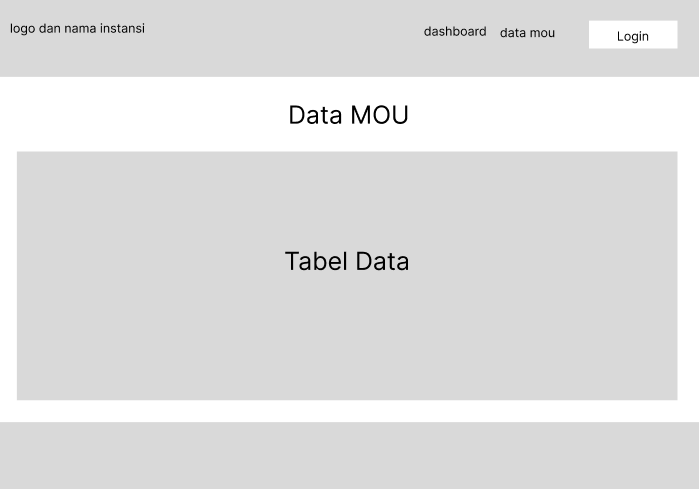 logo dan nama instansi
dashboard
data mou
Login
Data MOU
Tabel Data